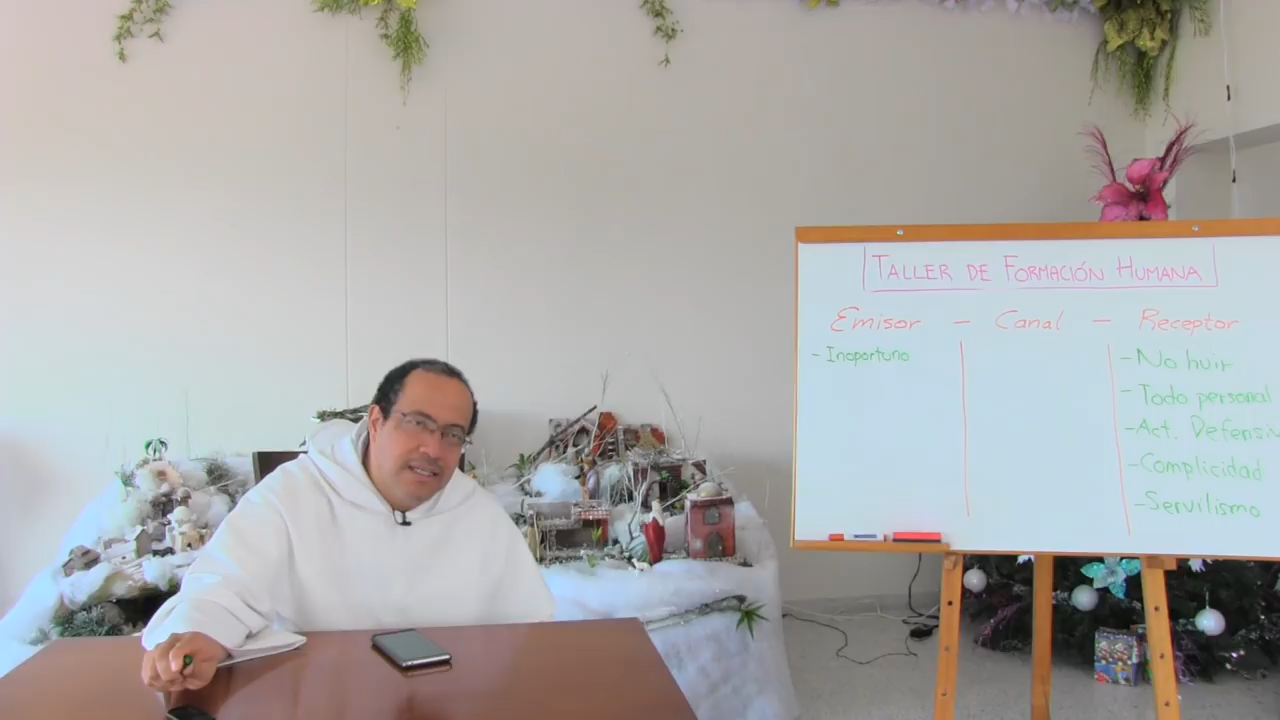 TALLER DE FORMACIÓN HUMANA
Emisor - Canal - Receptor
- Inoportuno
- No huir
- Todo personal
- Act. Defensiv
- Complicidad
- Servilismo